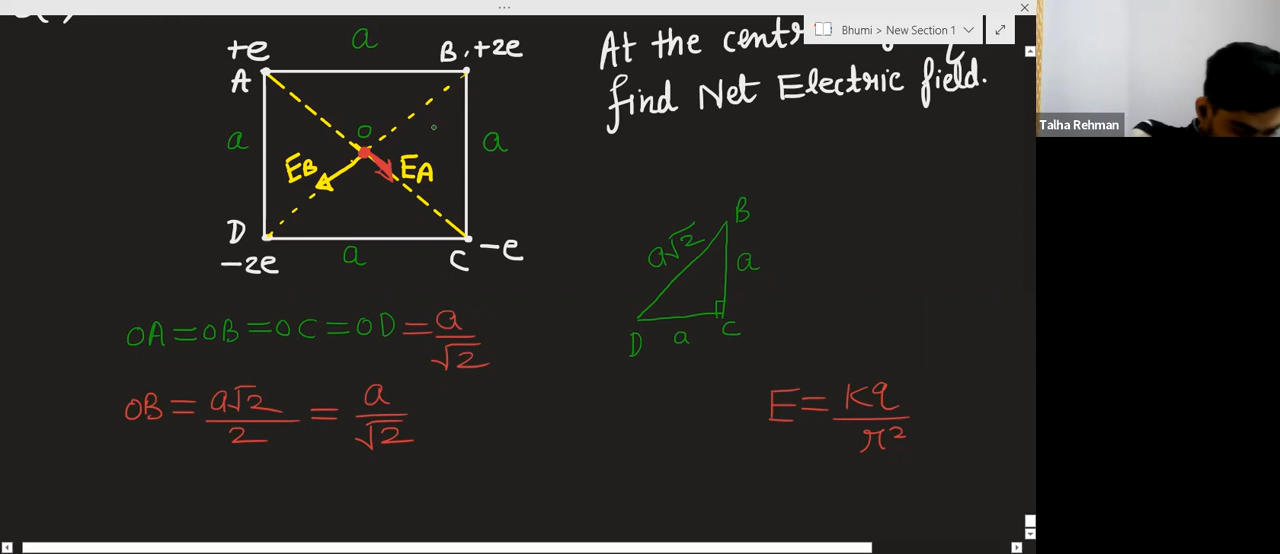 Bhumi > New Section 1
At the centr
find Net Electric field.
Talha Rehman
+e
a
B +2e
A
a
O
a
EB
EA
D
-2e
a
C
-e
B
a√2
a
D
a
C
OA=OB=OC=OD=a/√2
OB=a√2/2=a/√2
E=Kq/r²